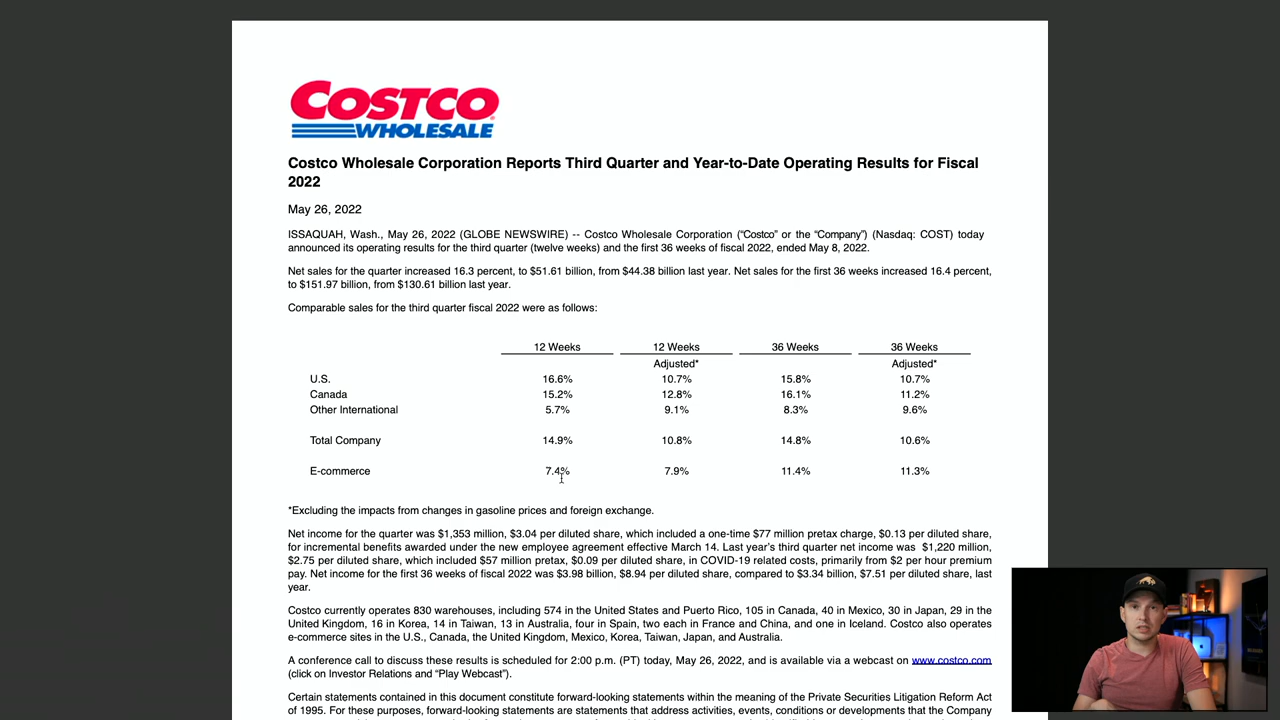 COSTCO
WHOLESALE
Costco Wholesale Corporation Reports Third Quarter and Year-to-Date Operating Results for Fiscal
2022
May 26, 2022
ISSAQUAH, Wash., May 26, 2022 (GLOBE NEWSWIRE) -- Costco Wholesale Corporation (“Costco” or the “Company”) (Nasdaq: COST) today
announced its operating results for the third quarter (twelve weeks) and the first 36 weeks of fiscal 2022, ended May 8, 2022.
Net sales for the quarter increased 16.3 percent, to $51.61 billion, from $44.38 billion last year. Net sales for the first 36 weeks increased 16.4 percent,
to $151.97 billion, from $130.61 billion last year.
Comparable sales for the third quarter fiscal 2022 were as follows:
12 Weeks 12 Weeks 36 Weeks 36 Weeks
Adjusted* Adjusted*
U.S. 16.6% 10.7% 15.8% 10.7%
Canada 15.2% 12.8% 16.1% 11.2%
Other International 5.7% 9.1% 8.3% 9.6%
Total Company 14.9% 10.8% 14.8% 10.6%
E-commerce 7.4% 7.9% 11.4% 11.3%
*Excluding the impacts from changes in gasoline prices and foreign exchange.
Net income for the quarter was $1,353 million, $3.04 per diluted share, which included a one-time $77 million pretax charge, $0.13 per diluted share,
for incremental benefits awarded under the new employee agreement effective March 14. Last year’s third quarter net income was $1,220 million,
$2.75 per diluted share, which included $57 million pretax, $0.09 per diluted share, in COVID-19 related costs, primarily from $2 per hour premium
pay. Net income for the first 36 weeks of fiscal 2022 was $3.98 billion, $8.94 per diluted share, compared to $3.34 billion, $7.51 per diluted share, last
year.
Costco currently operates 830 warehouses, including 574 in the United States and Puerto Rico, 105 in Canada, 40 in Mexico, 30 in Japan, 29 in the
United Kingdom, 16 in Korea, 14 in Taiwan, 13 in Australia, four in Spain, two each in France and China, and one in Iceland. Costco also operates
e-commerce sites in the U.S., Canada, the United Kingdom, Mexico, Korea, Taiwan, Japan, and Australia.
A conference call to discuss these results is scheduled for 2:00 p.m. (PT) today, May 26, 2022, and is available via a webcast on www.costco.com
(click on Investor Relations and “Play Webcast”).
Certain statements contained in this document constitute forward-looking statements within the meaning of the Private Securities Litigation Reform Act
of 1995. For these purposes, forward-looking statements are statements that address activities, events, conditions or developments that the Company